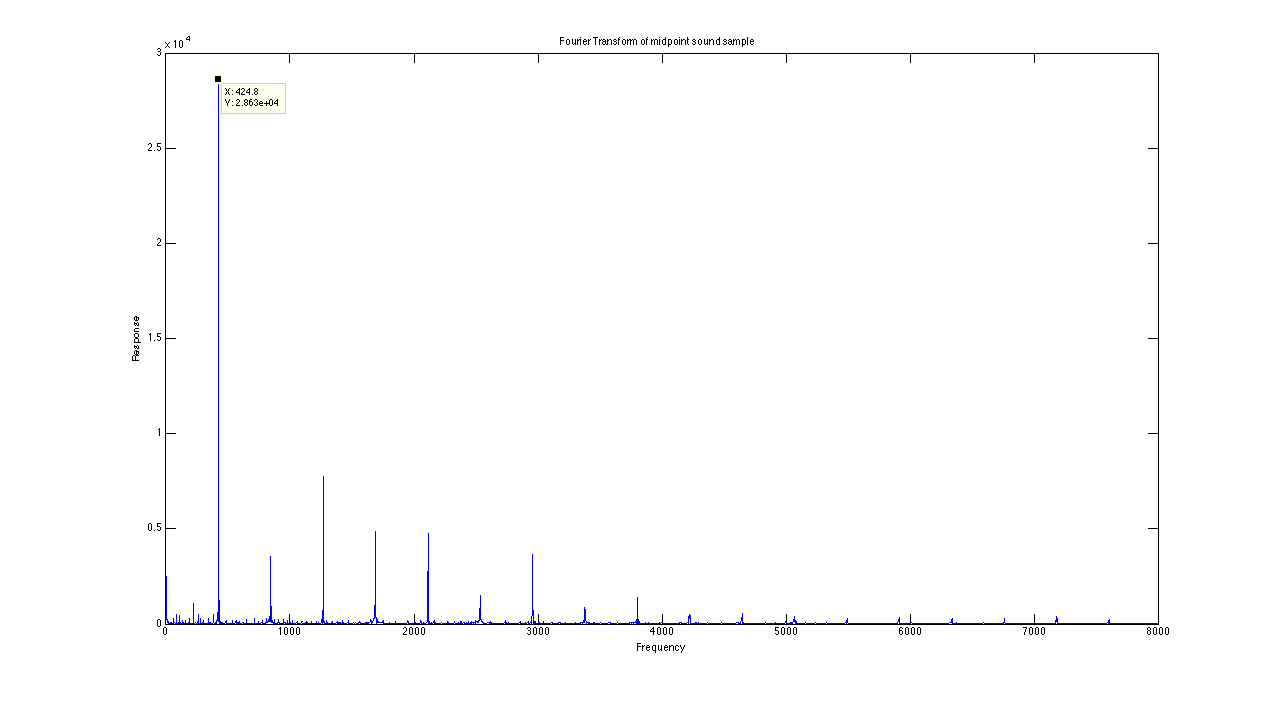 Fourier Transform of midpoint sound sample
x 10^4
3
2.5
2
1.5
1
0.5
0
X: 424.8
Y: 2.863e+04
Response
0 1000 2000 3000 4000 5000 6000 7000 8000
Frequency